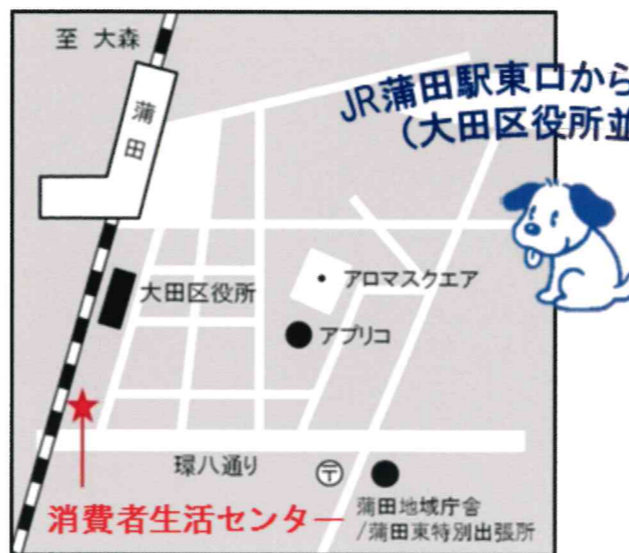 至 大森
蒲田
JR蒲田駅東口から
(大田区役所並
大田区役所
アロマスクエア
アプリコ
環八通り
〒
消費者生活センター
蒲田地域庁舎
/蒲田東特別出張所